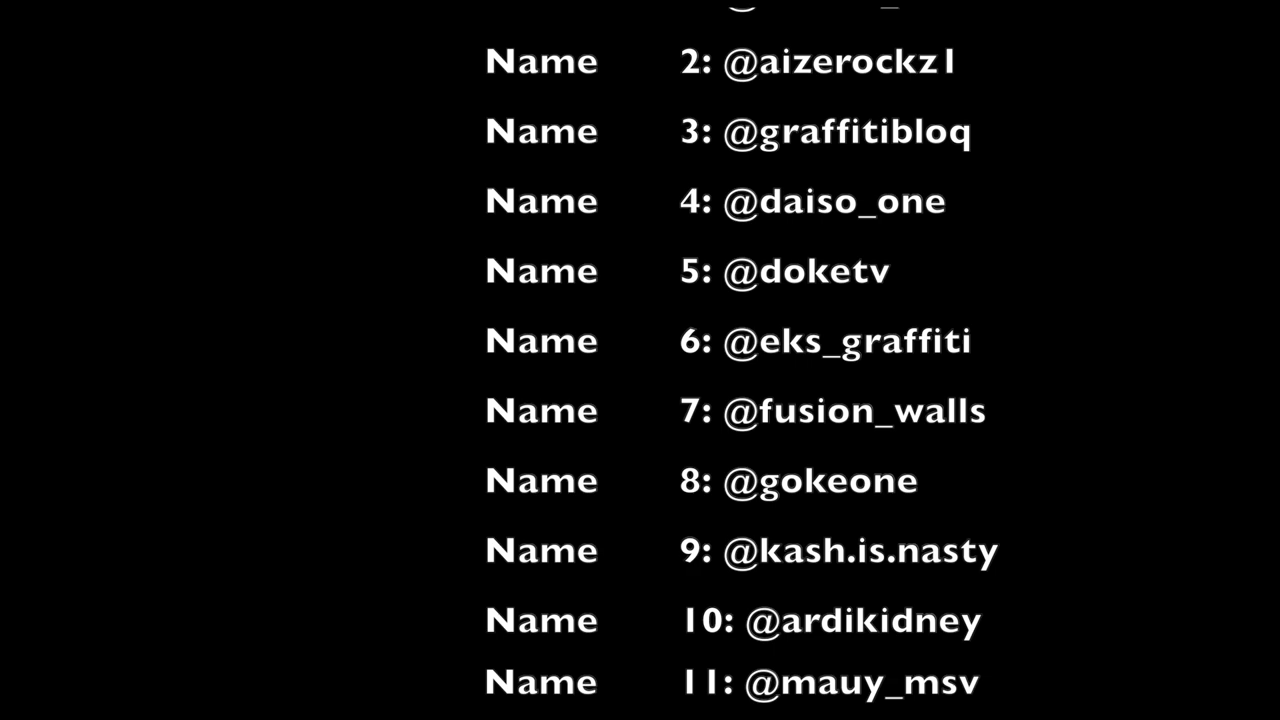 Name 2: @aizerockz1
Name 3: @graffitibloq
Name 4: @daiso_one
Name 5: @doketv
Name 6: @eks_graffiti
Name 7: @fusion_walls
Name 8: @gokeone
Name 9: @kash.is.nasty
Name 10: @ardikidney
Name 11: @mauy_msv